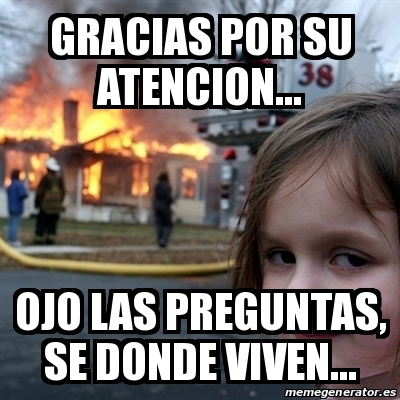 GRACIAS POR SU
ATENCION...
38
OJO LAS PREGUNTAS,
SE DONDE VIVEN...
memegenerator.es